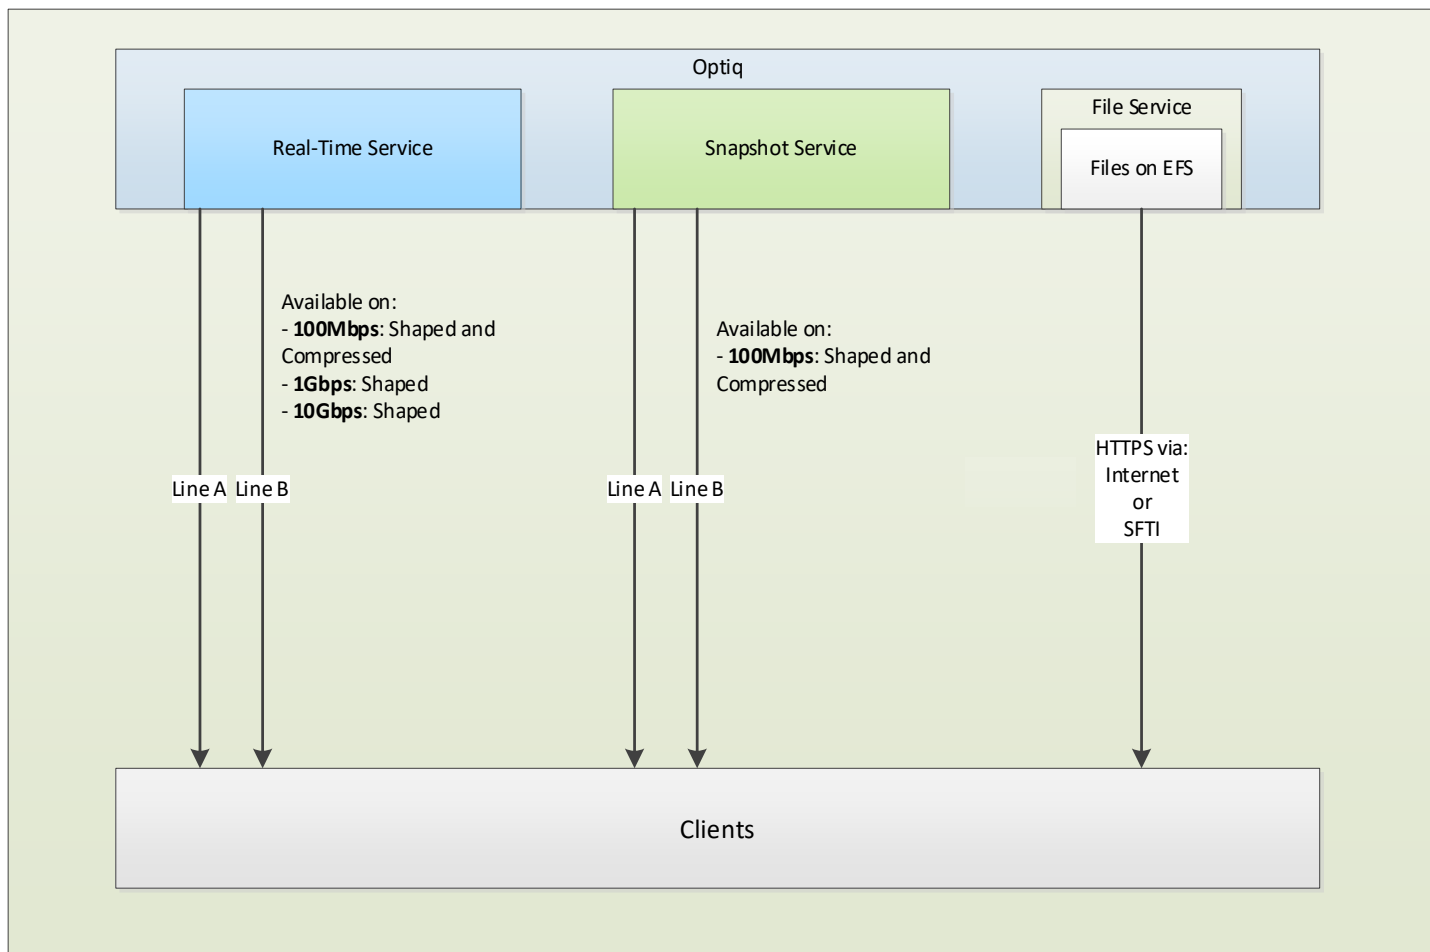 Optiq
Real-Time Service
Snapshot Service
File Service
Files on EFS
Available on:
- 100Mbps: Shaped and
Compressed
- 1Gbps: Shaped
- 10Gbps: Shaped
Available on:
- 100Mbps: Shaped and
Compressed
HTTPS via:
Internet
or
SFTI
Line A
Line B
Line A
Line B
Clients